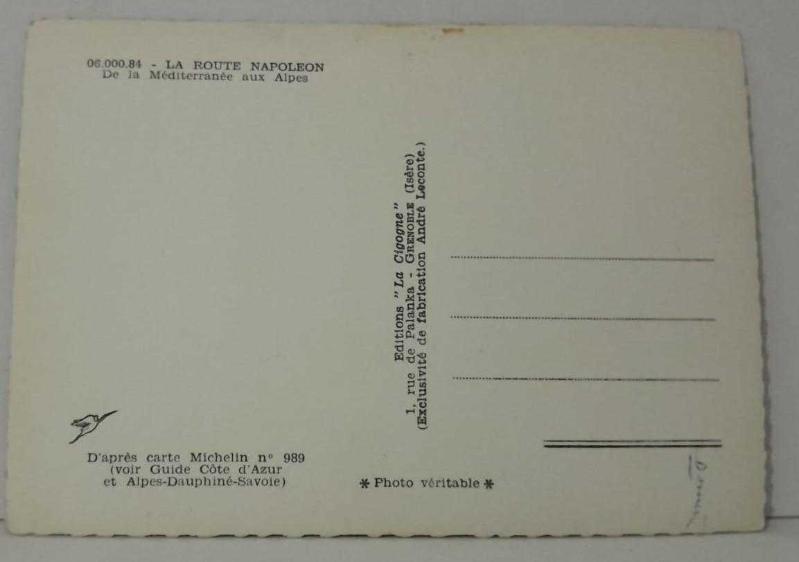 06.000.84 - LA ROUTE NAPOLEON
De la Méditerranée aux Alpes
Editions "La Cigogne"
1, rue de Palanka - GRENOBLE (Isère)
(Exclusivité de fabrication André Leconte.)
D'après carte Michelin nº 989
(voir Guide Côte d'Azur
et Alpes-Dauphiné-Savoie)
* Photo véritable *